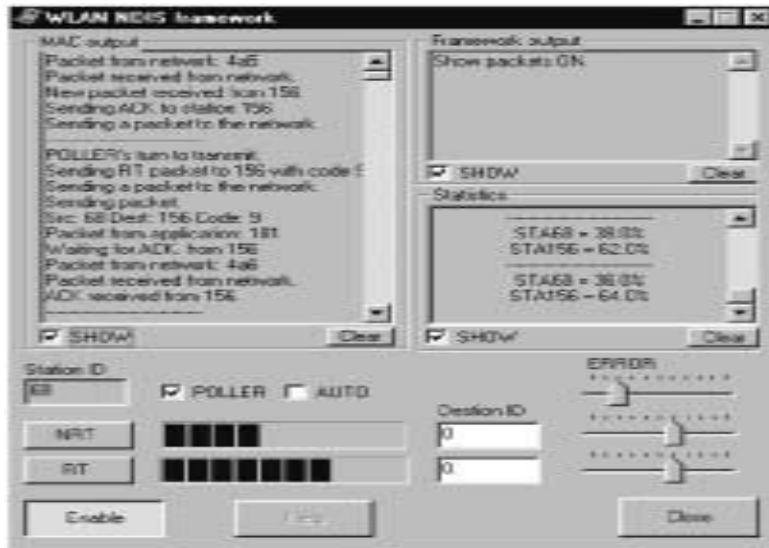 WLAN NDIS framework
MAC output
Packet from network: 4a6
Packet received from network.
New packet received from 156
Sending ACK to station 156
Sending a packet to the network.
POLLER's turn to transmit.
Sending RT packet to 156 with code 9
Sending a packet to the network.
Sending packet
Src: 68 Dest: 156 Code: 9
Packet from application: 181
Waiting for ACK. from 156
Packet from network: 4a6
Packet received from network.
ACK received from 156
SHOW
Clear
Framework output
Show packets ON
SHOW
Clear
Statistics
STA68 = 38.0%
STA156 = 62.0%
STA68 = 36.0%
STA156 = 64.0%
SHOW
Clear
Station ID
68
POLLER
AUTO
ERROR
Destion ID
NRT
0
RT
0
Enable
Close